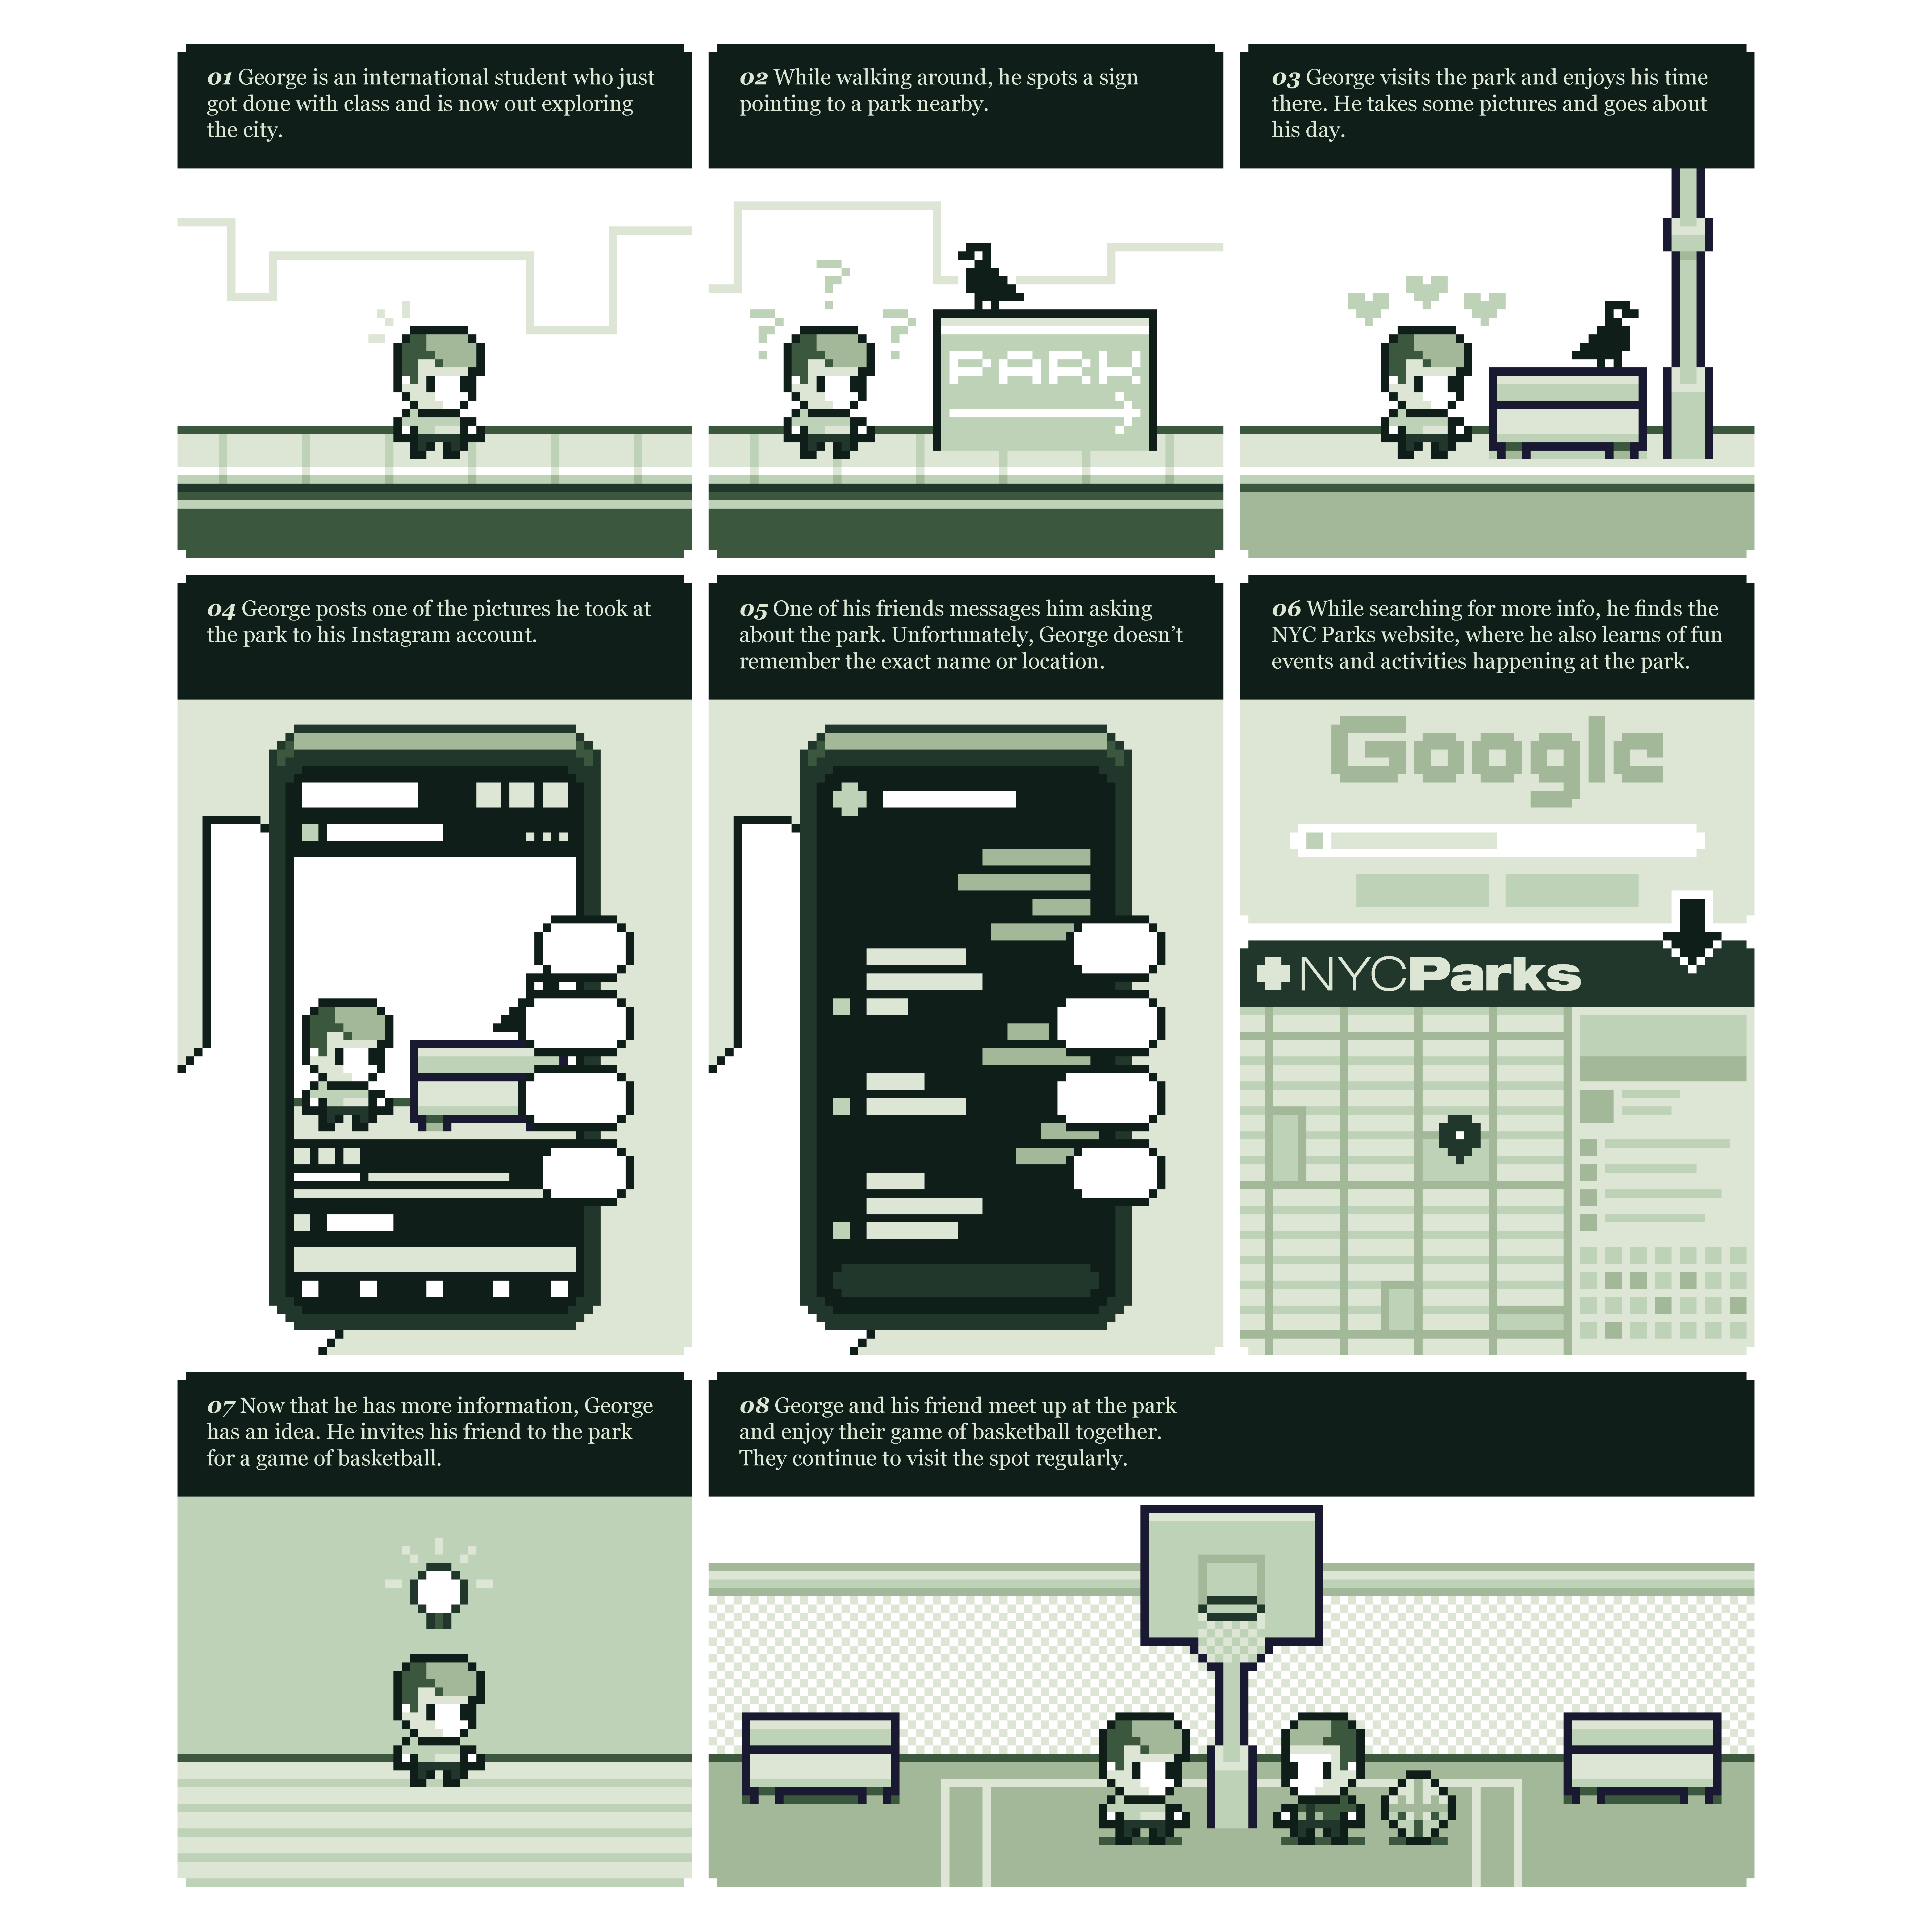 01 George is an international student who just
got done with class and is now out exploring
the city.
02 While walking around, he spots a sign
pointing to a park nearby.
PARK
03 George visits the park and enjoys his time
there. He takes some pictures and goes about
his day.
04 George posts one of the pictures he took at
the park to his Instagram account.
05 One of his friends messages him asking
about the park. Unfortunately, George doesn’t
remember the exact name or location.
06 While searching for more info, he finds the
NYC Parks website, where he also learns of fun
events and activities happening at the park.
Google
NYCParks
07 Now that he has more information, George
has an idea. He invites his friend to the park
for a game of basketball.
08 George and his friend meet up at the park
and enjoy their game of basketball together.
They continue to visit the spot regularly.